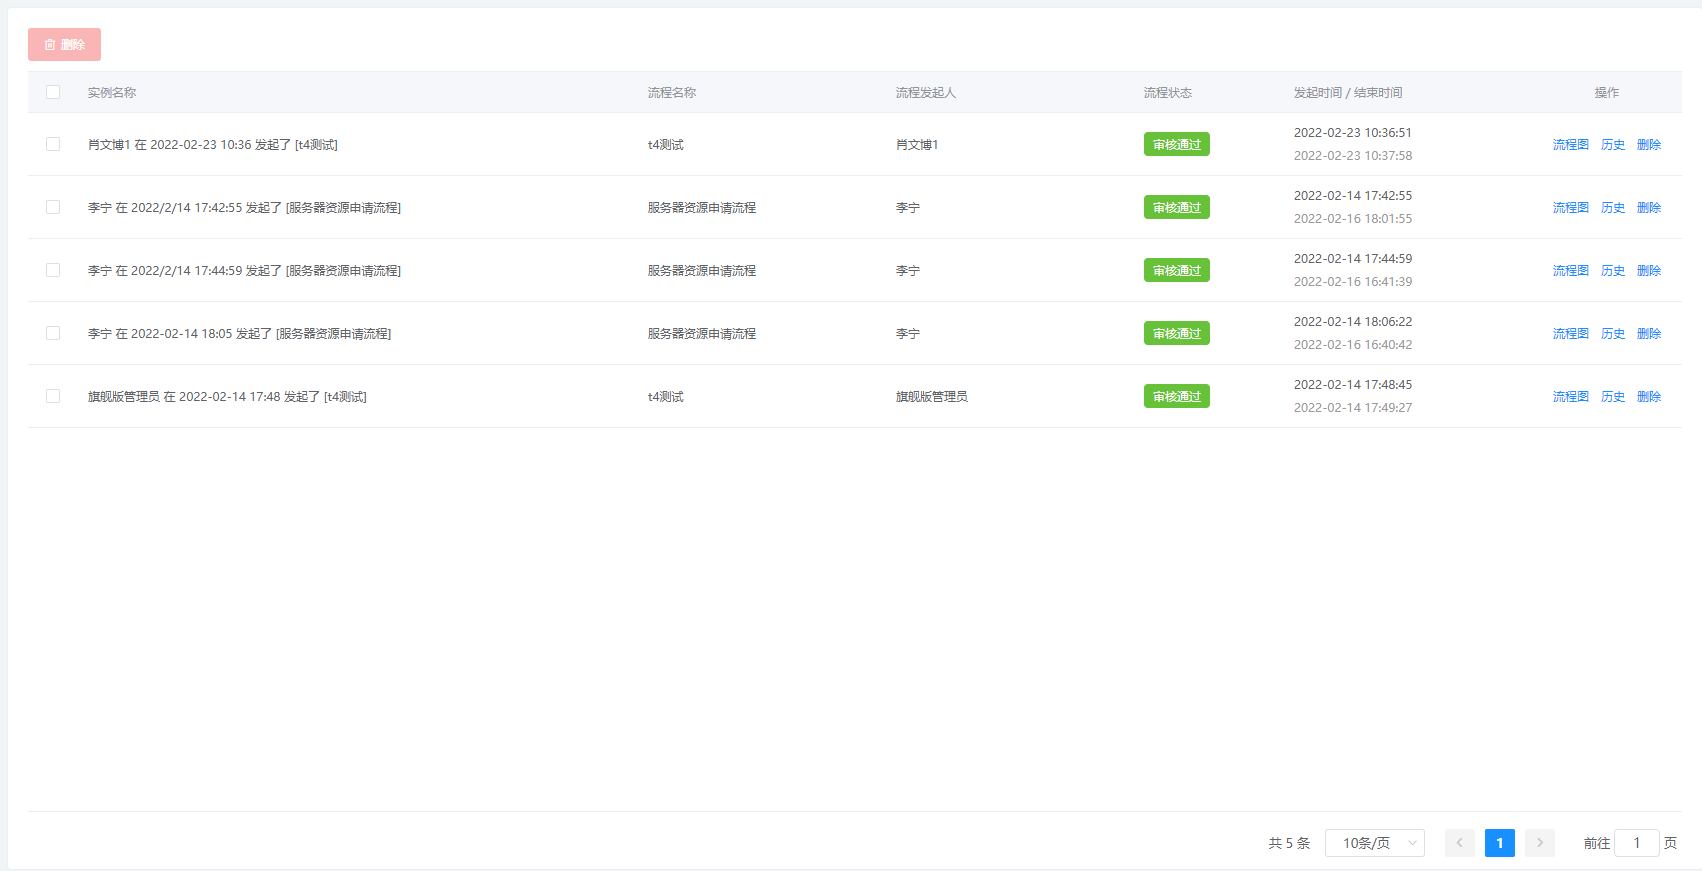 删除
实例名称 流程名称 流程发起人 流程状态 发起时间 / 结束时间 操作
肖文博1 在 2022-02-23 10:36 发起了 [t4测试] t4测试 肖文博1 审核通过 2022-02-23 10:36:51 流程图 历史 删除
2022-02-23 10:37:58
李宁 在 2022/2/14 17:42:55 发起了 [服务器资源申请流程] 服务器资源申请流程 李宁 审核通过 2022-02-14 17:42:55 流程图 历史 删除
2022-02-16 18:01:55
李宁 在 2022/2/14 17:44:59 发起了 [服务器资源申请流程] 服务器资源申请流程 李宁 审核通过 2022-02-14 17:44:59 流程图 历史 删除
2022-02-16 16:41:39
李宁 在 2022-02-14 18:05 发起了 [服务器资源申请流程] 服务器资源申请流程 李宁 审核通过 2022-02-14 18:06:22 流程图 历史 删除
2022-02-16 16:40:42
旗舰版管理员 在 2022-02-14 17:48 发起了 [t4测试] t4测试 旗舰版管理员 审核通过 2022-02-14 17:48:45 流程图 历史 删除
2022-02-14 17:49:27
共 5 条 10条/页 1 前往 1 页